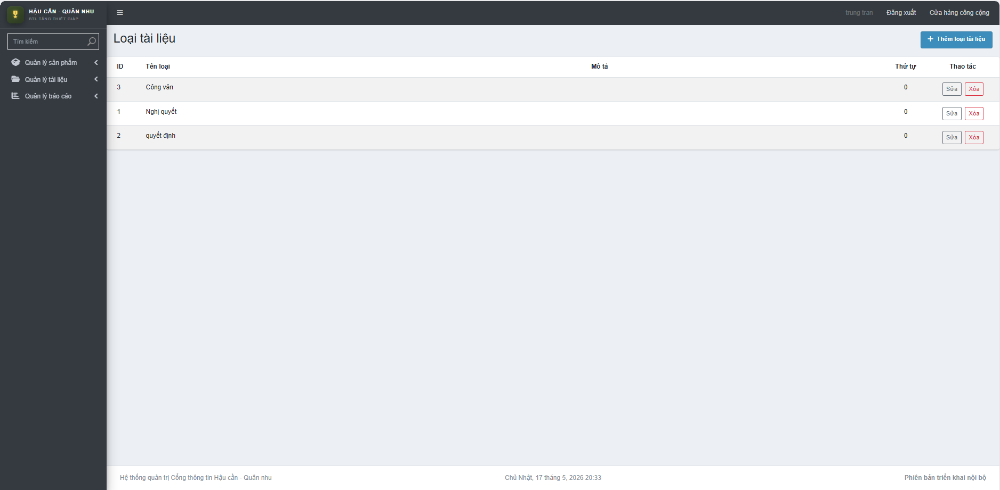 HẬU CẦN - QUÂN NHU
BTL TĂNG THIẾT GIÁP
trung tran Đăng xuất Cửa hàng công cộng
Tìm kiếm
Quản lý sản phẩm
Quản lý tài liệu
Quản lý báo cáo
Loại tài liệu
Thêm loại tài liệu
ID Tên loại Mô tả Thứ tự Thao tác
3 Công văn 0 Sửa Xóa
1 Nghị quyết 0 Sửa Xóa
2 quyết định 0 Sửa Xóa
Hệ thống quản trị Cổng thông tin Hậu cần - Quân nhu Chủ Nhật, 17 tháng 5, 2026 20:33 Phiên bản triển khai nội bộ